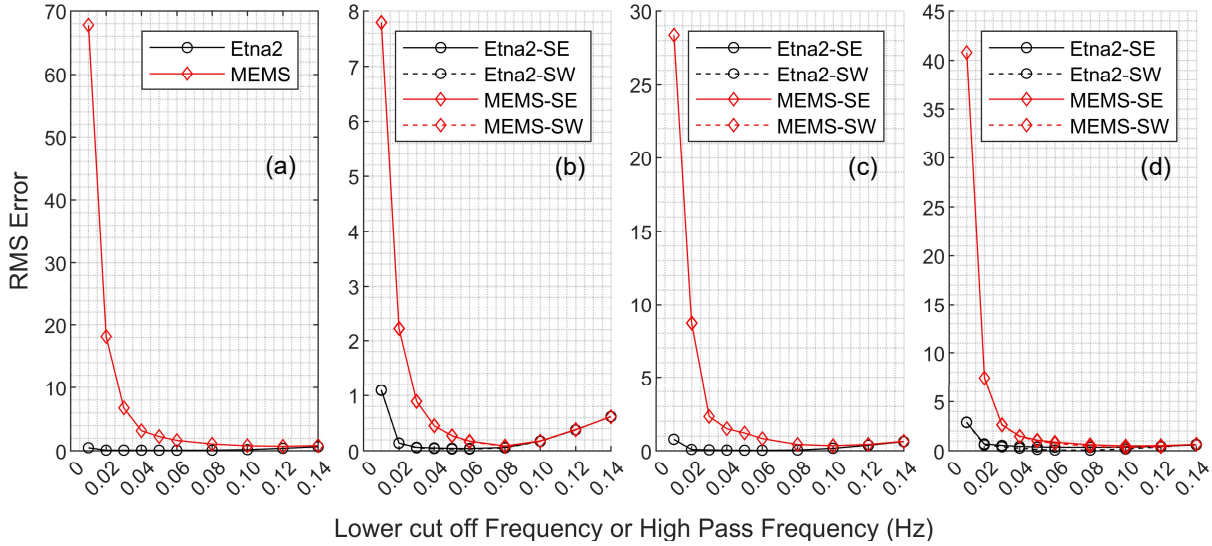 RMS Error
70
60
50
40
30
20
10
0
0 0.02 0.04 0.06 0.08 0.10 0.12 0.14
Etna2
MEMS
(a)
8
7
6
5
4
3
2
1
0
0 0.02 0.04 0.06 0.08 0.10 0.12 0.14
Etna2-SE
Etna2-SW
MEMS-SE
MEMS-SW
(b)
30
25
20
15
10
5
0
0 0.02 0.04 0.06 0.08 0.10 0.12 0.14
Etna2-SE
Etna2-SW
MEMS-SE
MEMS-SW
(c)
45
40
35
30
25
20
15
10
5
0
0 0.02 0.04 0.06 0.08 0.10 0.12 0.14
Etna2-SE
Etna2-SW
MEMS-SE
MEMS-SW
(d)
Lower cut off Frequency or High Pass Frequency (Hz)